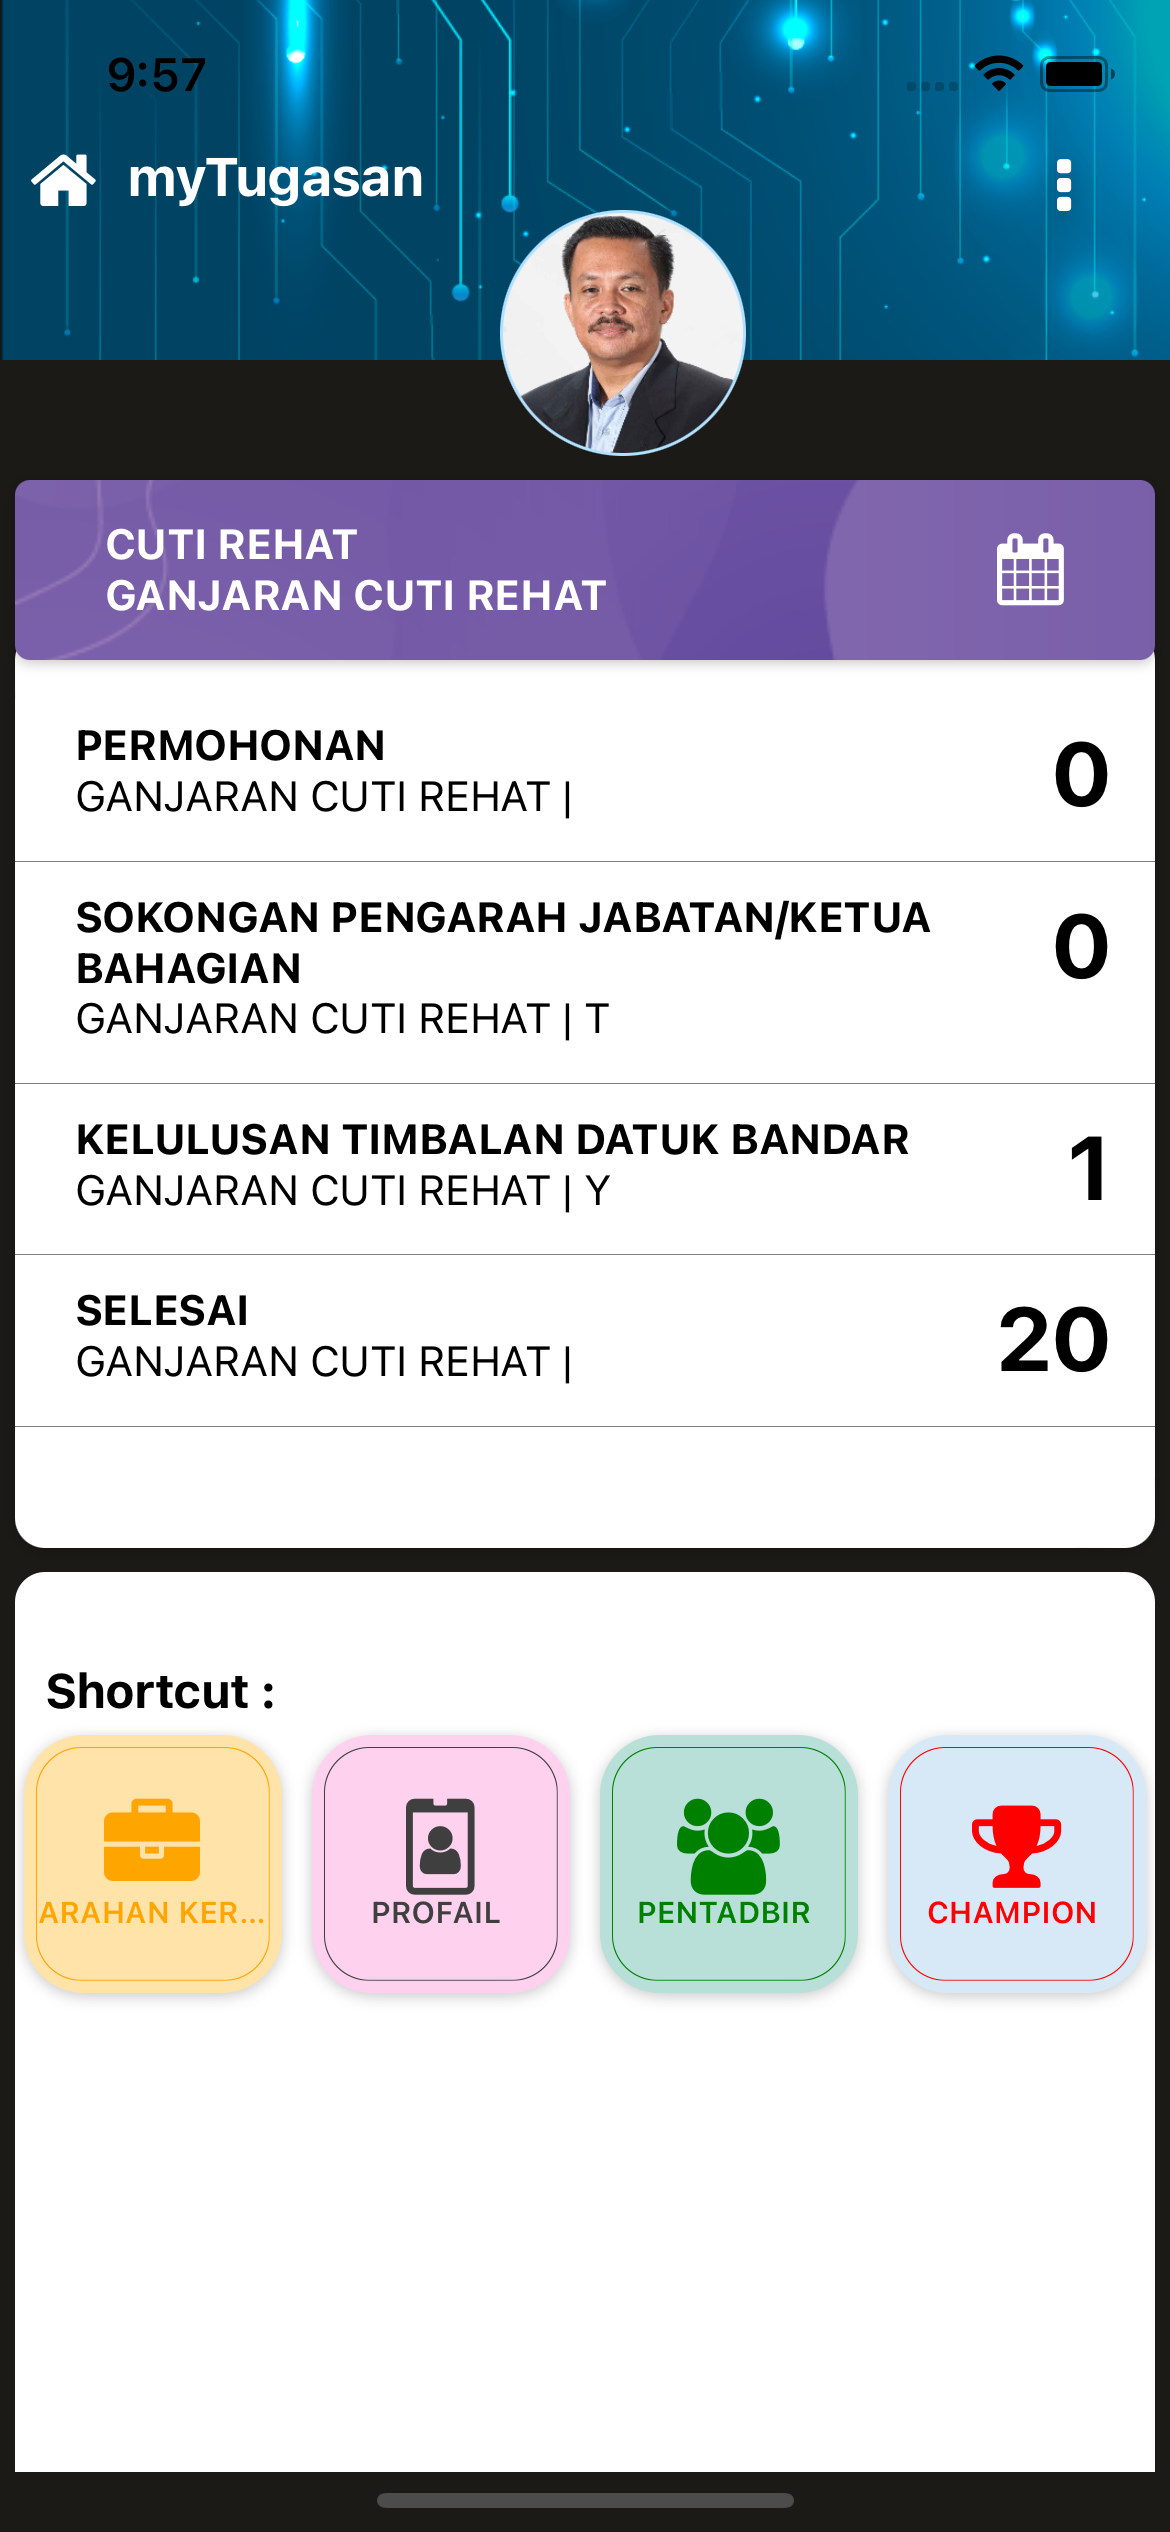 9:57
myTugasan
CUTI REHAT
GANJARAN CUTI REHAT
PERMOHONAN
GANJARAN CUTI REHAT |
0
SOKONGAN PENGARAH JABATAN/KETUA
BAHAGIAN
GANJARAN CUTI REHAT | T
0
KELULUSAN TIMBALAN DATUK BANDAR
GANJARAN CUTI REHAT | Y
1
SELESAI
GANJARAN CUTI REHAT |
20
Shortcut :
ARAHAN KER...
PROFAIL
PENTADBIR
CHAMPION